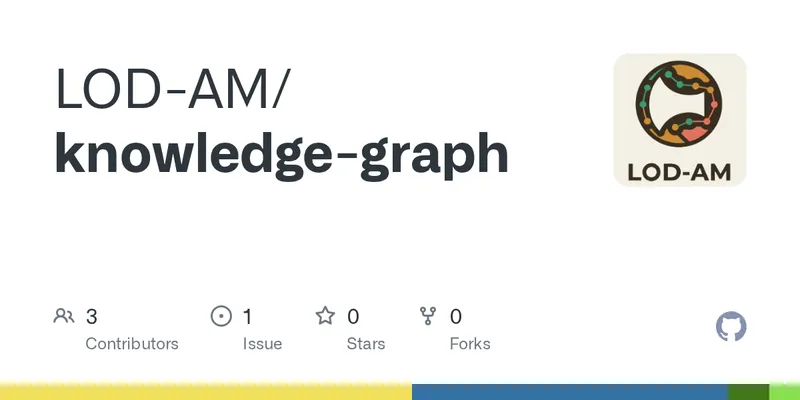 LOD-AM/
knowledge-graph
LOD-AM
3
Contributors
1
Issue
0
Stars
0
Forks